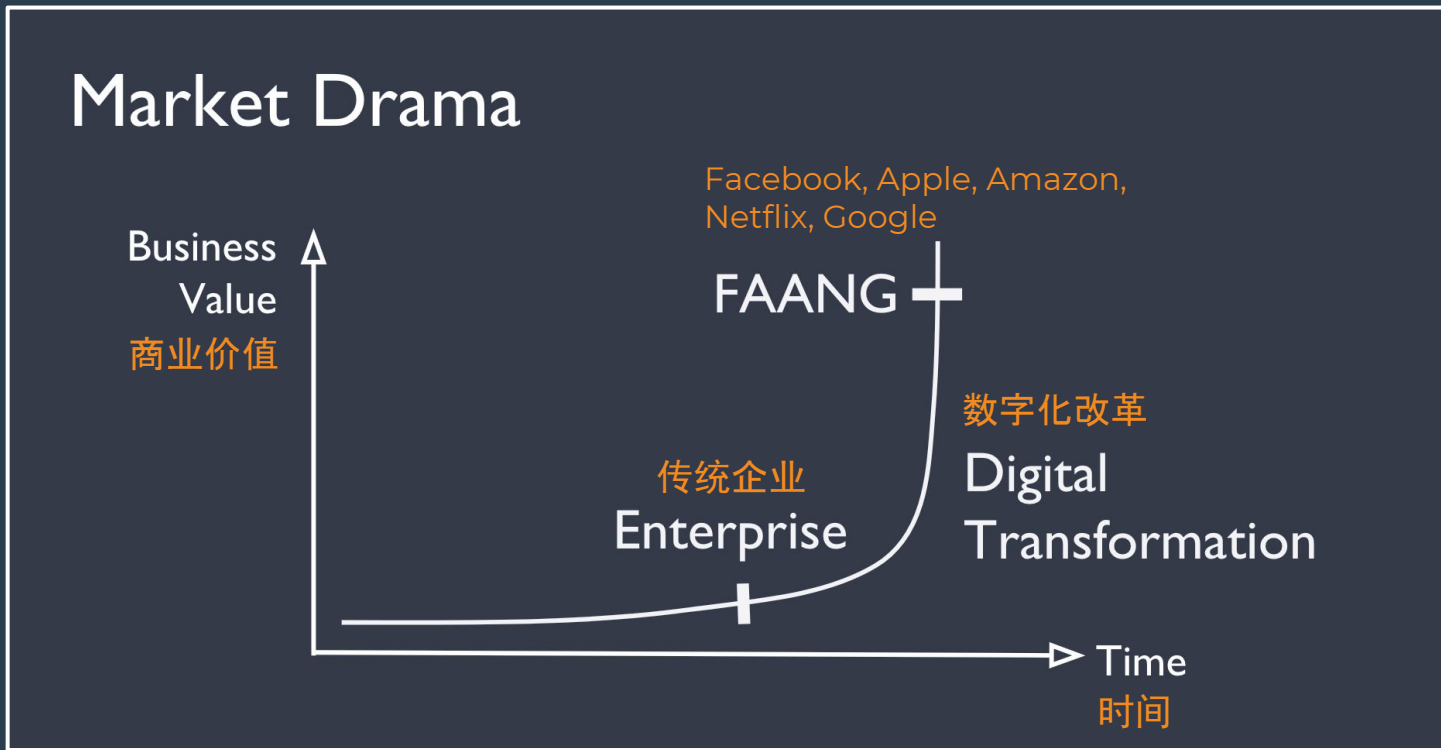 Market Drama
Facebook, Apple, Amazon,
Netflix, Google
Business
Value
商业价值
FAANG
数字化改革
Digital
Transformation
传统企业
Enterprise
Time
时间